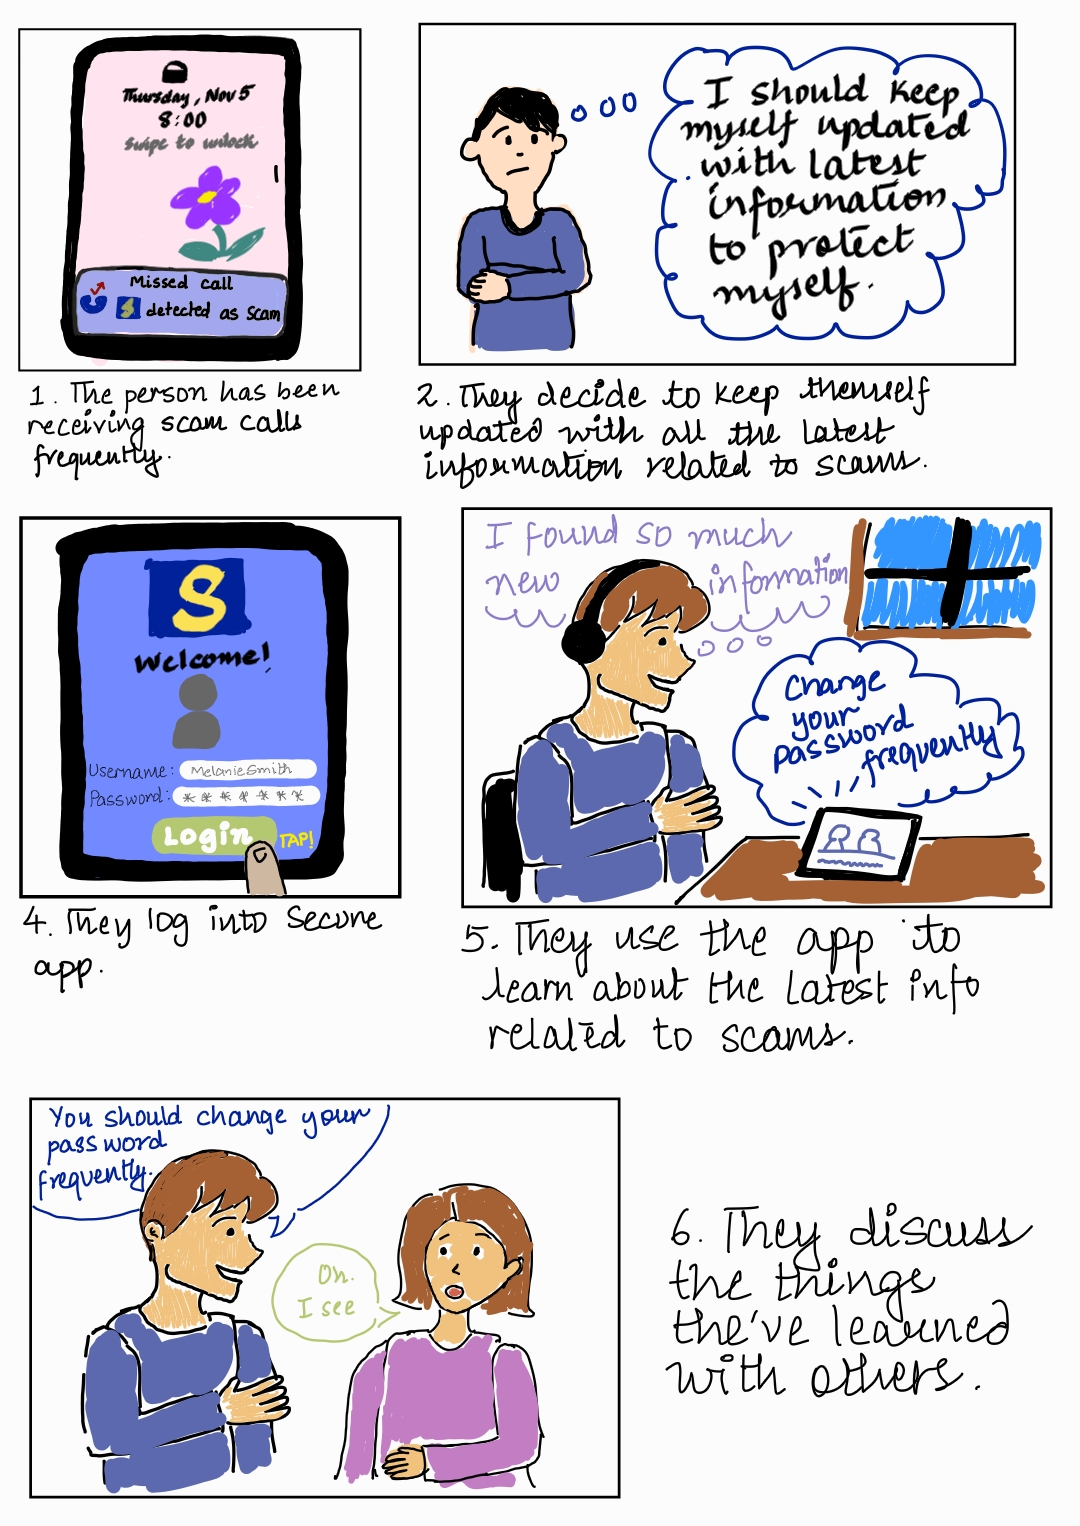 Thursday, Nov 5
8:00
swipe to unlock
Missed call
S detected as scam
1. The person has been
receiving scam calls
frequently.
I should keep
myself updated
with latest
information
to protect
myself.
2. They decide to keep themself
updated with all the latest
information related to scams.
S
Welcome!
Username: MelanieSmith
Password: * * * * * * *
Login TAP!
4. They log into Secure
app.
I found so much
new information
Change
your
password
frequently
5. They use the app to
learn about the latest info
related to scams.
You should change your
password
frequently.
Oh.
I see
6. They discuss
the things
the've learned
with others.